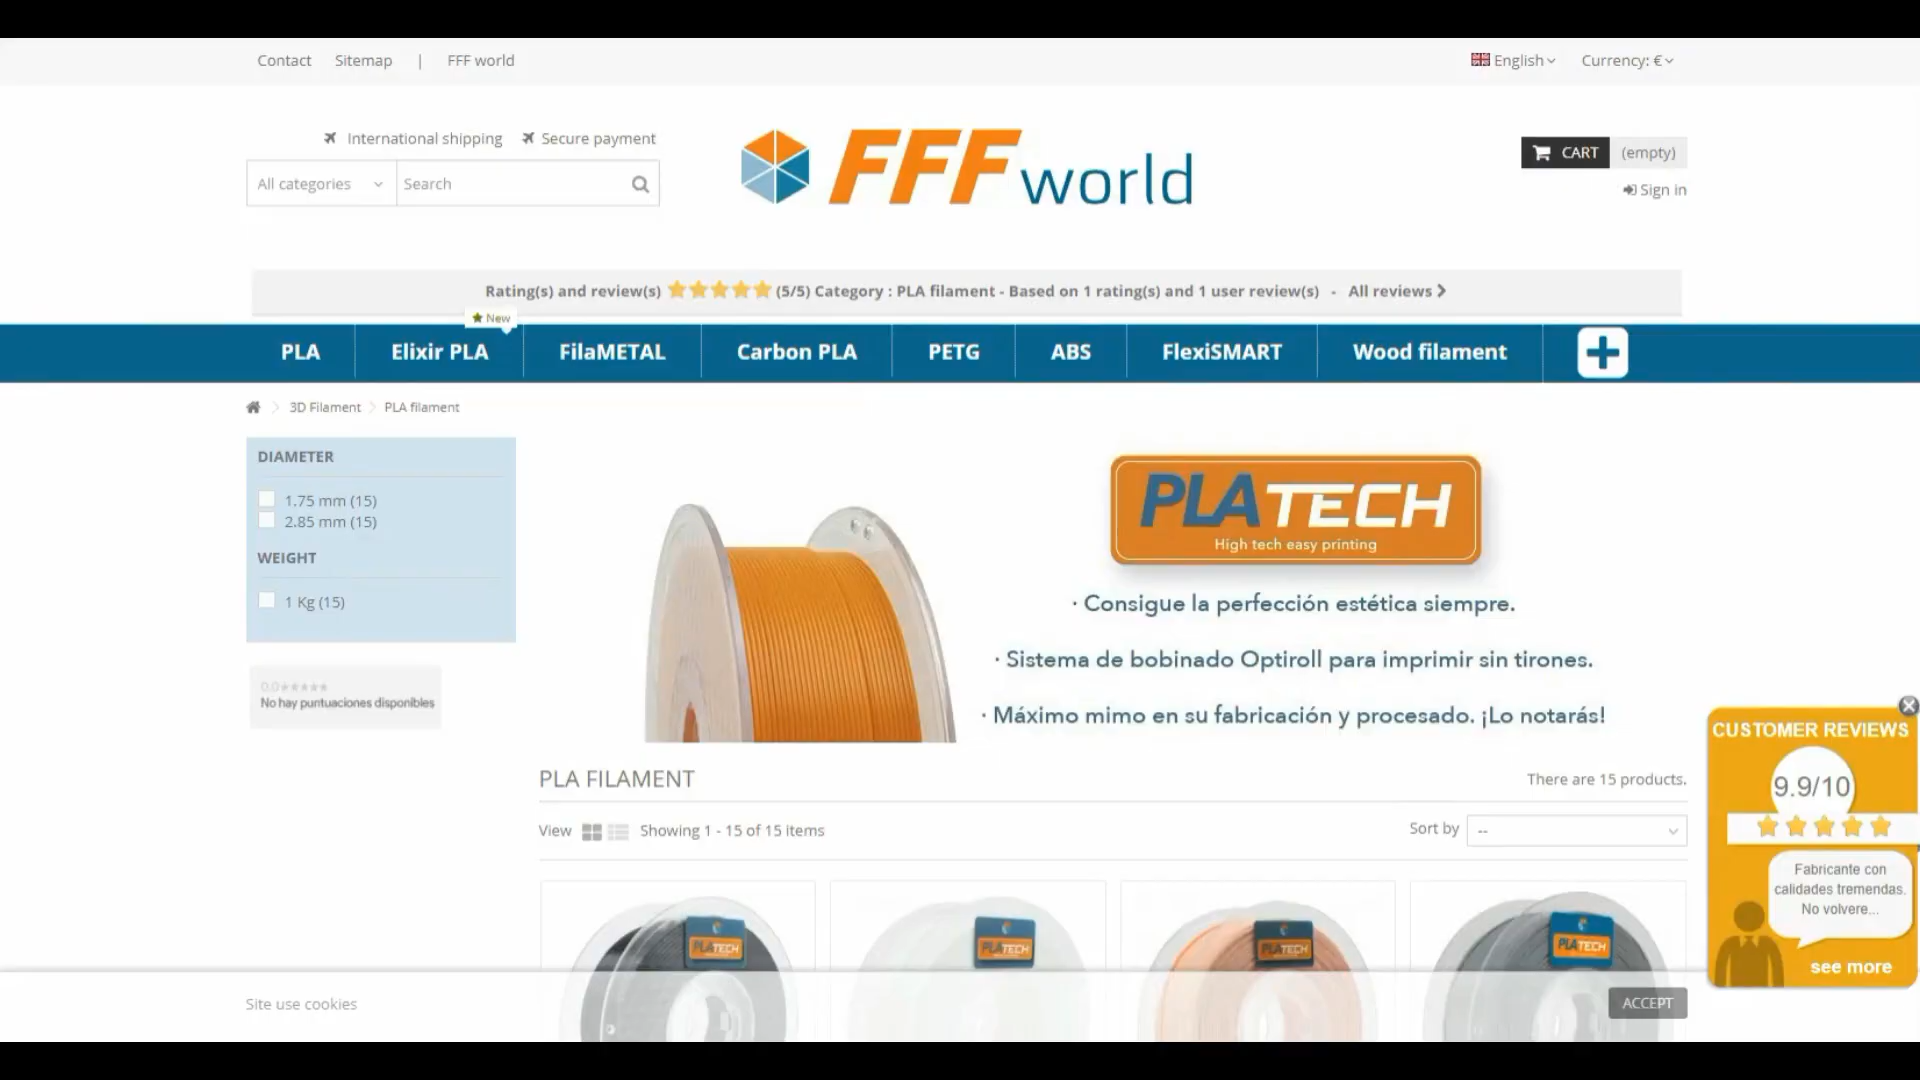 Contact Sitemap | FFF world
English Currency: €
International shipping Secure payment
All categories Search
FFF world
CART (empty)
Sign in
Rating(s) and review(s) (5/5) Category : PLA filament - Based on 1 rating(s) and 1 user review(s) - All reviews
New
PLA Elixir PLA FilaMETAL Carbon PLA PETG ABS FlexiSMART Wood filament
3D Filament PLA filament
DIAMETER
1.75 mm (15)
2.85 mm (15)
WEIGHT
1 Kg (15)
0,0
No hay puntuaciones disponibles
PLATECH
High tech easy printing
· Consigue la perfección estética siempre.
· Sistema de bobinado Optiroll para imprimir sin tirones.
· Máximo mimo en su fabricación y procesado. ¡Lo notarás!
PLA FILAMENT
There are 15 products.
View Showing 1 - 15 of 15 items
Sort by --
PLATECH
PLATECH
PLATECH
PLATECH
CUSTOMER REVIEWS
9.9/10
Fabricante con
calidades tremendas.
No volvere...
see more
Site use cookies
ACCEPT